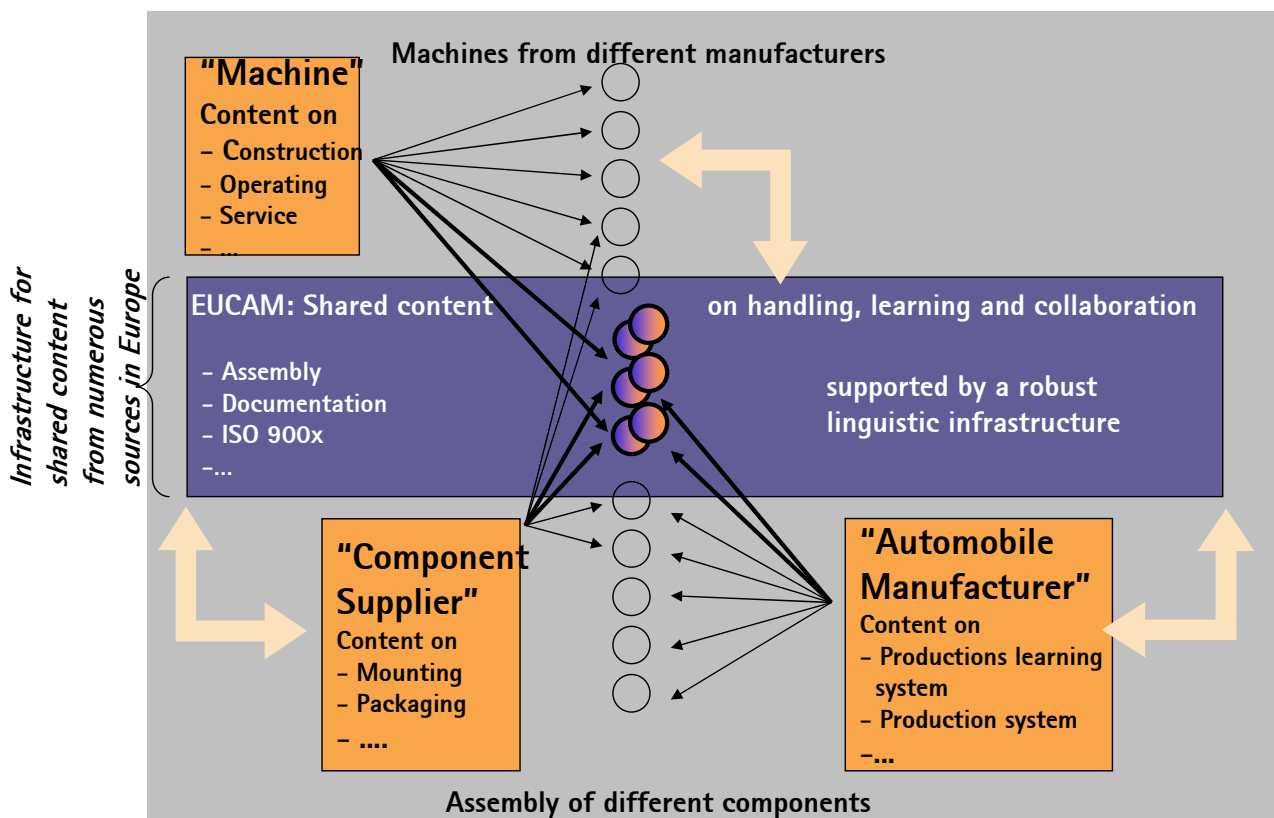 Machines from different manufacturers
“Machine”
Content on
- Construction
- Operating
- Service
- ...
Infrastructure for
shared content
from numerous
sources in Europe
EUCAM: Shared content
on handling, learning and collaboration
- Assembly
- Documentation
- ISO 900x
-...
supported by a robust
linguistic infrastructure
“Component
Supplier”
Content on
- Mounting
- Packaging
- ....
“Automobile
Manufacturer”
Content on
- Productions learning
system
- Production system
-...
Assembly of different components